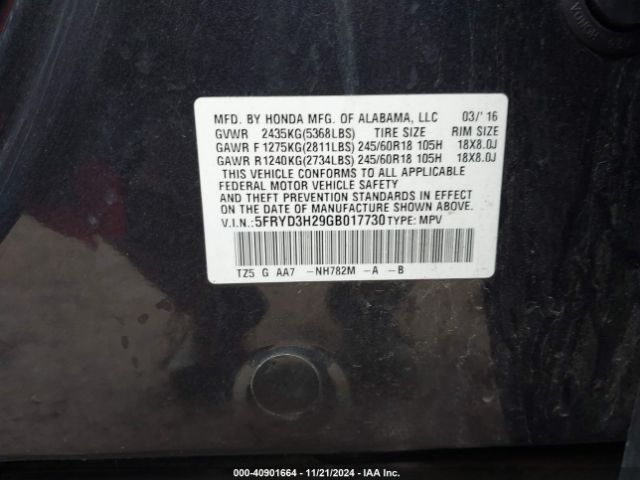 MFD. BY HONDA MFG. OF ALABAMA, LLC 03/'16
GVWR 2435KG(5368LBS) TIRE SIZE RIM SIZE
GAWR F 1275KG(2811LBS) 245/60R18 105H 18X8.0J
GAWR R1240KG(2734LBS) 245/60R18 105H 18X8.0J
THIS VEHICLE CONFORMS TO ALL APPLICABLE
FEDERAL MOTOR VEHICLE SAFETY
AND THEFT PREVENTION STANDARDS IN EFFECT
ON THE DATE OF MANUFACTURE SHOWN ABOVE.
V.I.N.:5FRYD3H29GB017730 TYPE: MPV
TZ5 G AA7 -NH782M -A -B
00-40901664 - 11/21/2024 - IAA Inc.